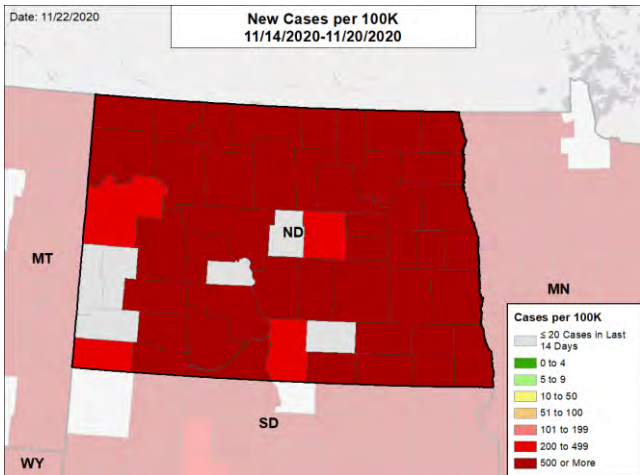 Date: 11/22/2020
New Cases per 100K
11/14/2020-11/20/2020
ND
MT
MN
SD
WY
Cases per 100K
≤ 20 Cases in Last
14 Days
0 to 4
5 to 9
10 to 50
51 to 100
101 to 199
200 to 499
500 or More